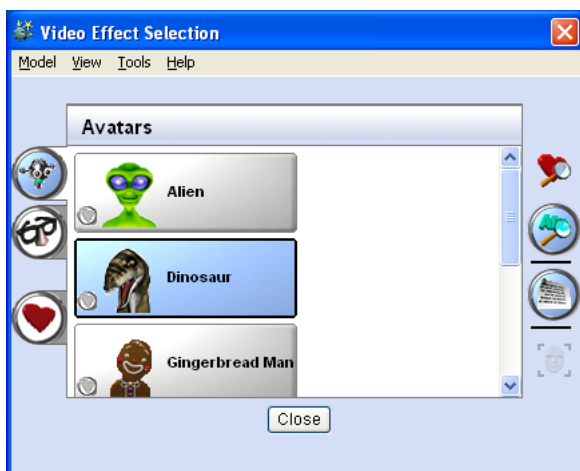 Video Effect Selection
Model View Tools Help
Avatars
Alien
Dinosaur
Gingerbread Man
Close